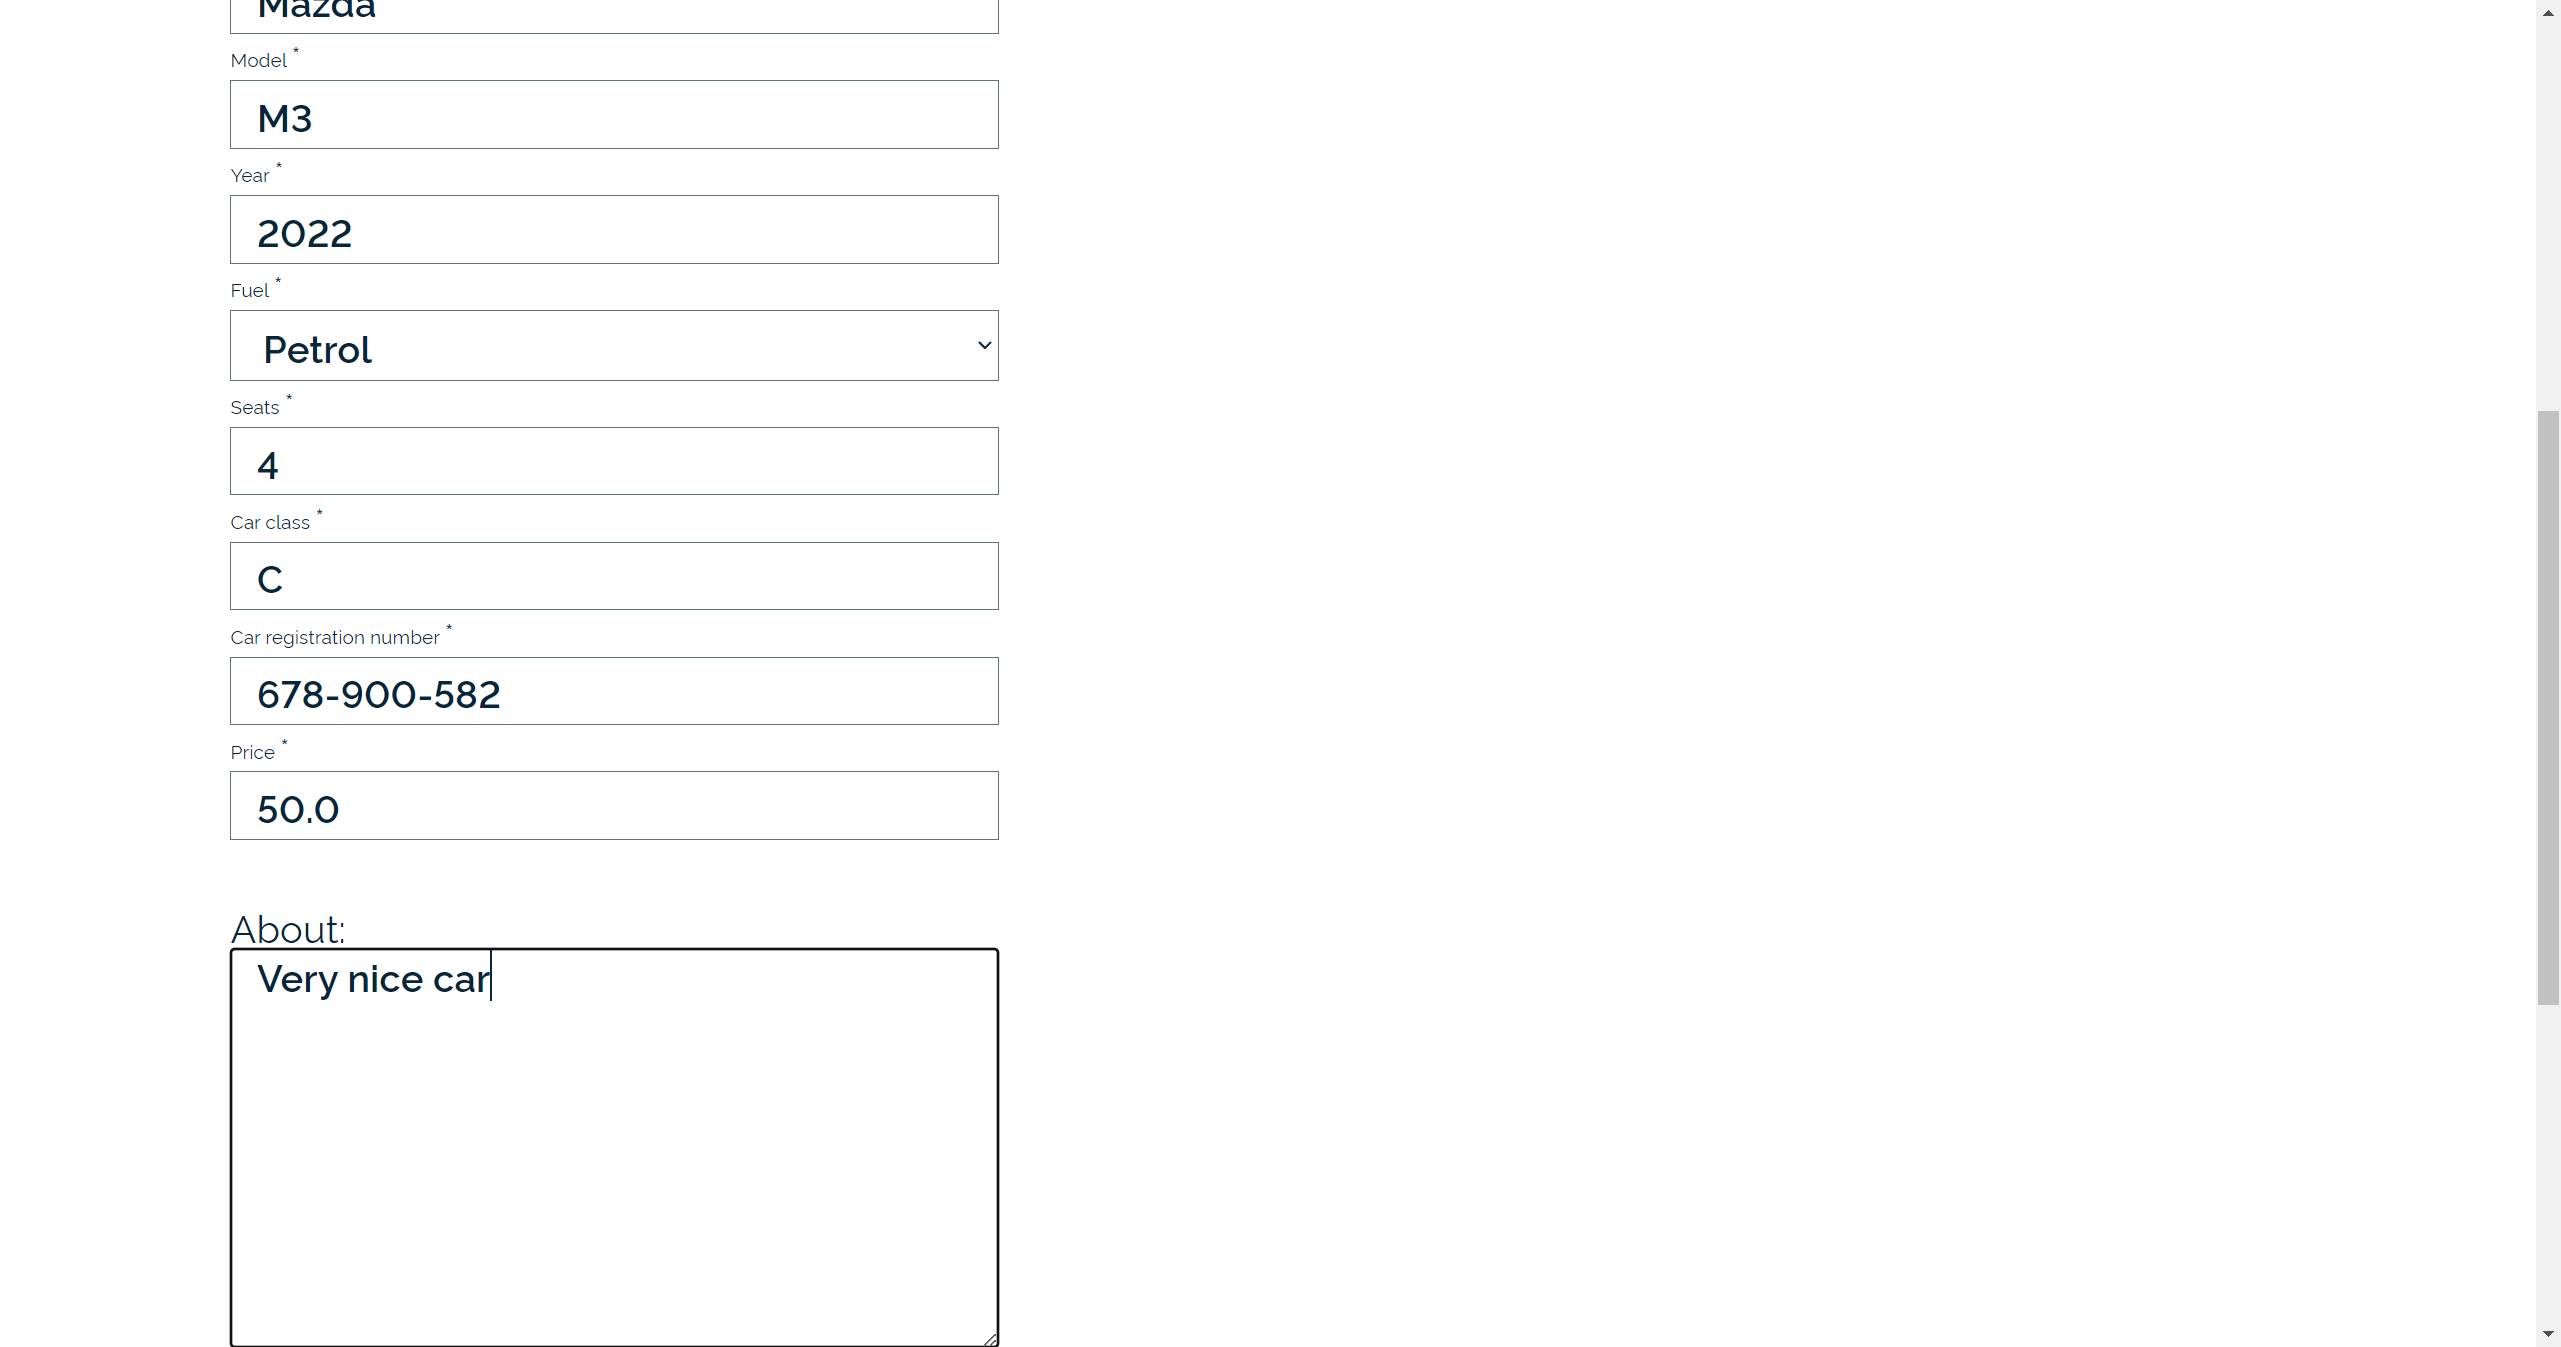 Mazda
Model *
M3
Year *
2022
Fuel *
Petrol
Seats *
4
Car class *
C
Car registration number *
678-900-582
Price *
50.0
About:
Very nice car